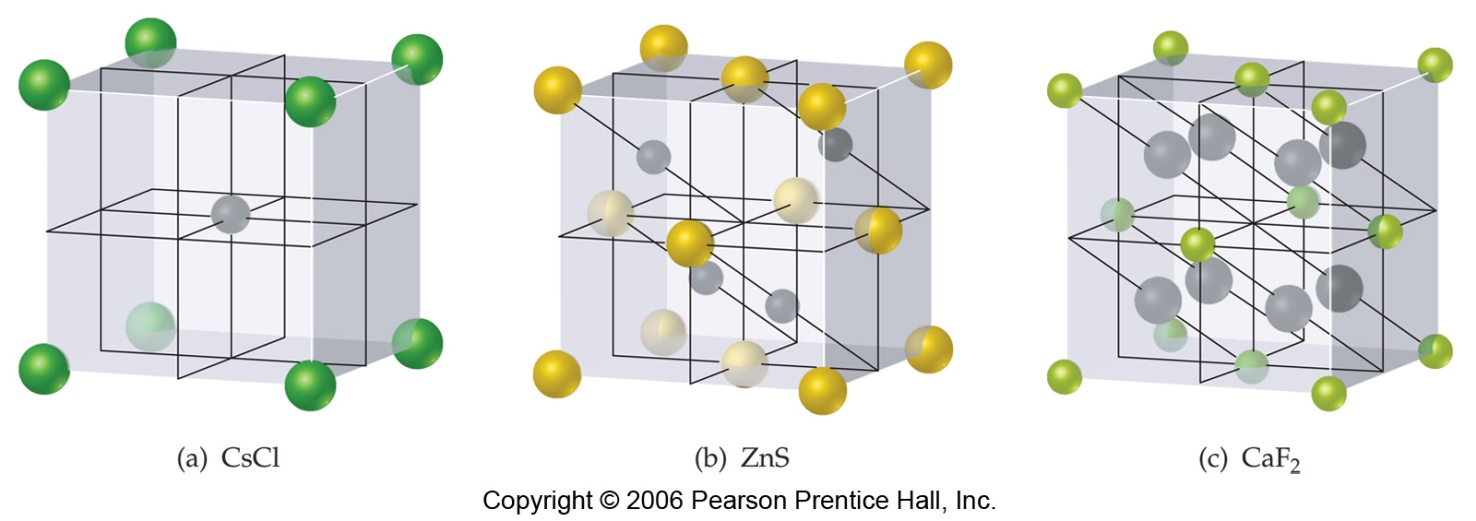 (a) CsCl
(b) ZnS
(c) CaF₂
Copyright © 2006 Pearson Prentice Hall, Inc.